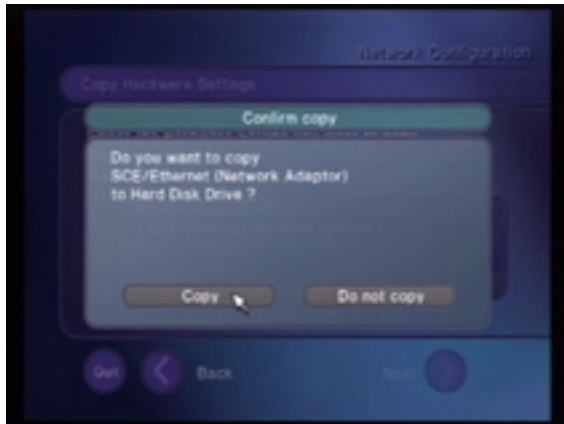 Network Configuration
Copy Hardware Settings
Confirm copy
Do you want to copy
SCE/Ethernet (Network Adaptor)
to Hard Disk Drive ?
Copy
Do not copy
Quit
Back
Next